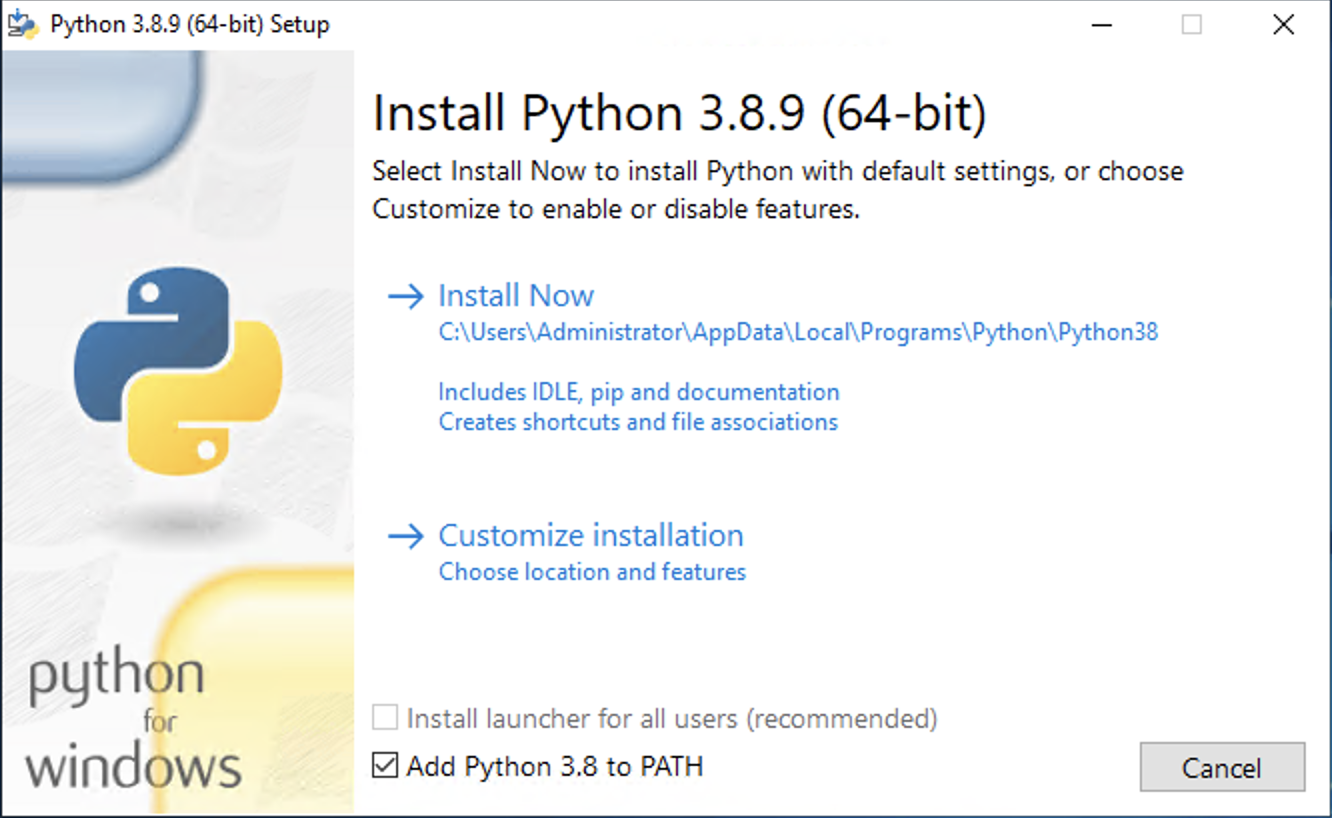 Python 3.8.9 (64-bit) Setup
Install Python 3.8.9 (64-bit)
Select Install Now to install Python with default settings, or choose
Customize to enable or disable features.
Install Now
C:\Users\Administrator\AppData\Local\Programs\Python\Python38
Includes IDLE, pip and documentation
Creates shortcuts and file associations
Customize installation
Choose location and features
python
for
windows
Install launcher for all users (recommended)
Add Python 3.8 to PATH
Cancel